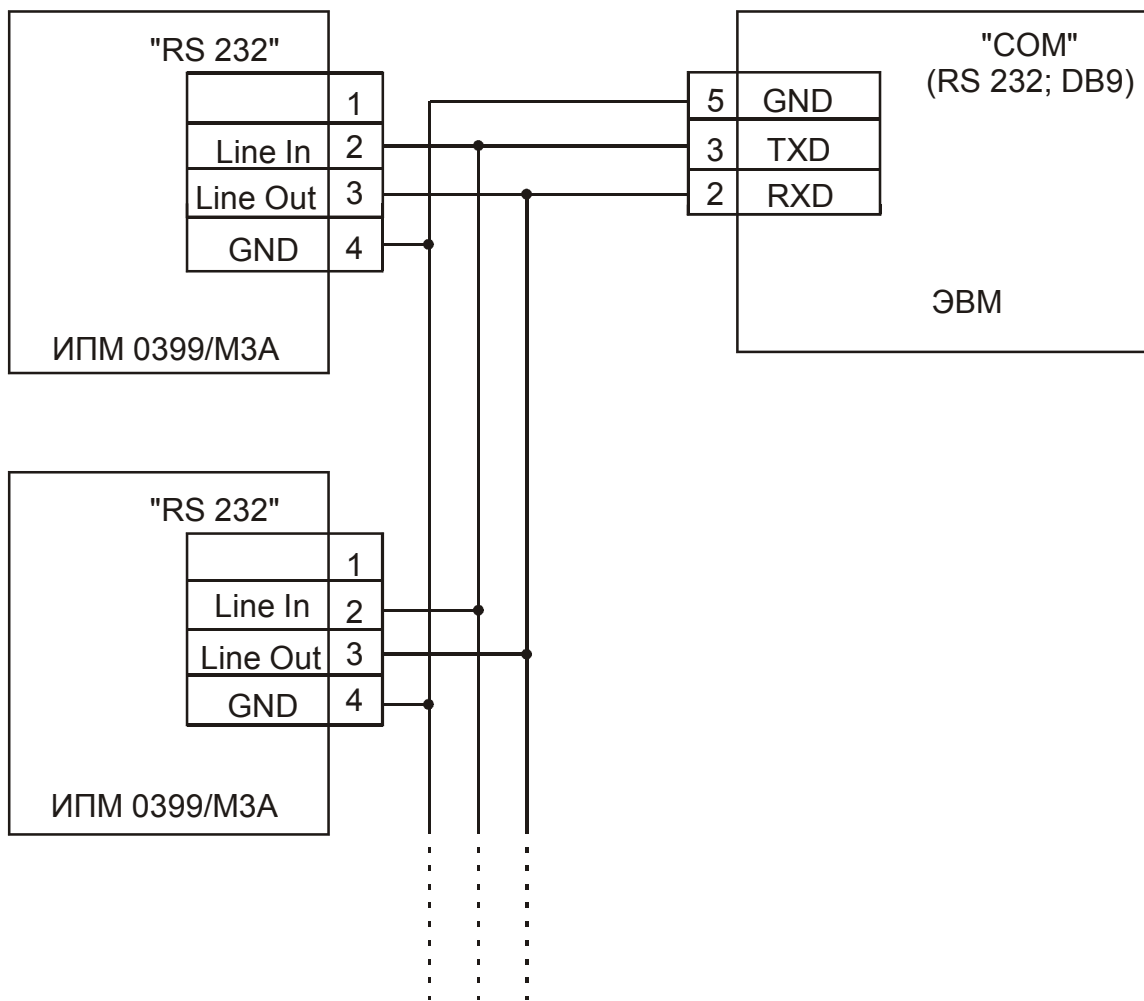 "RS 232"
1
Line In 2
Line Out 3
GND 4
ИПМ 0399/М3А
"COM"
(RS 232; DB9)
5 GND
3 TXD
2 RXD
ЭВМ
"RS 232"
1
Line In 2
Line Out 3
GND 4
ИПМ 0399/М3А